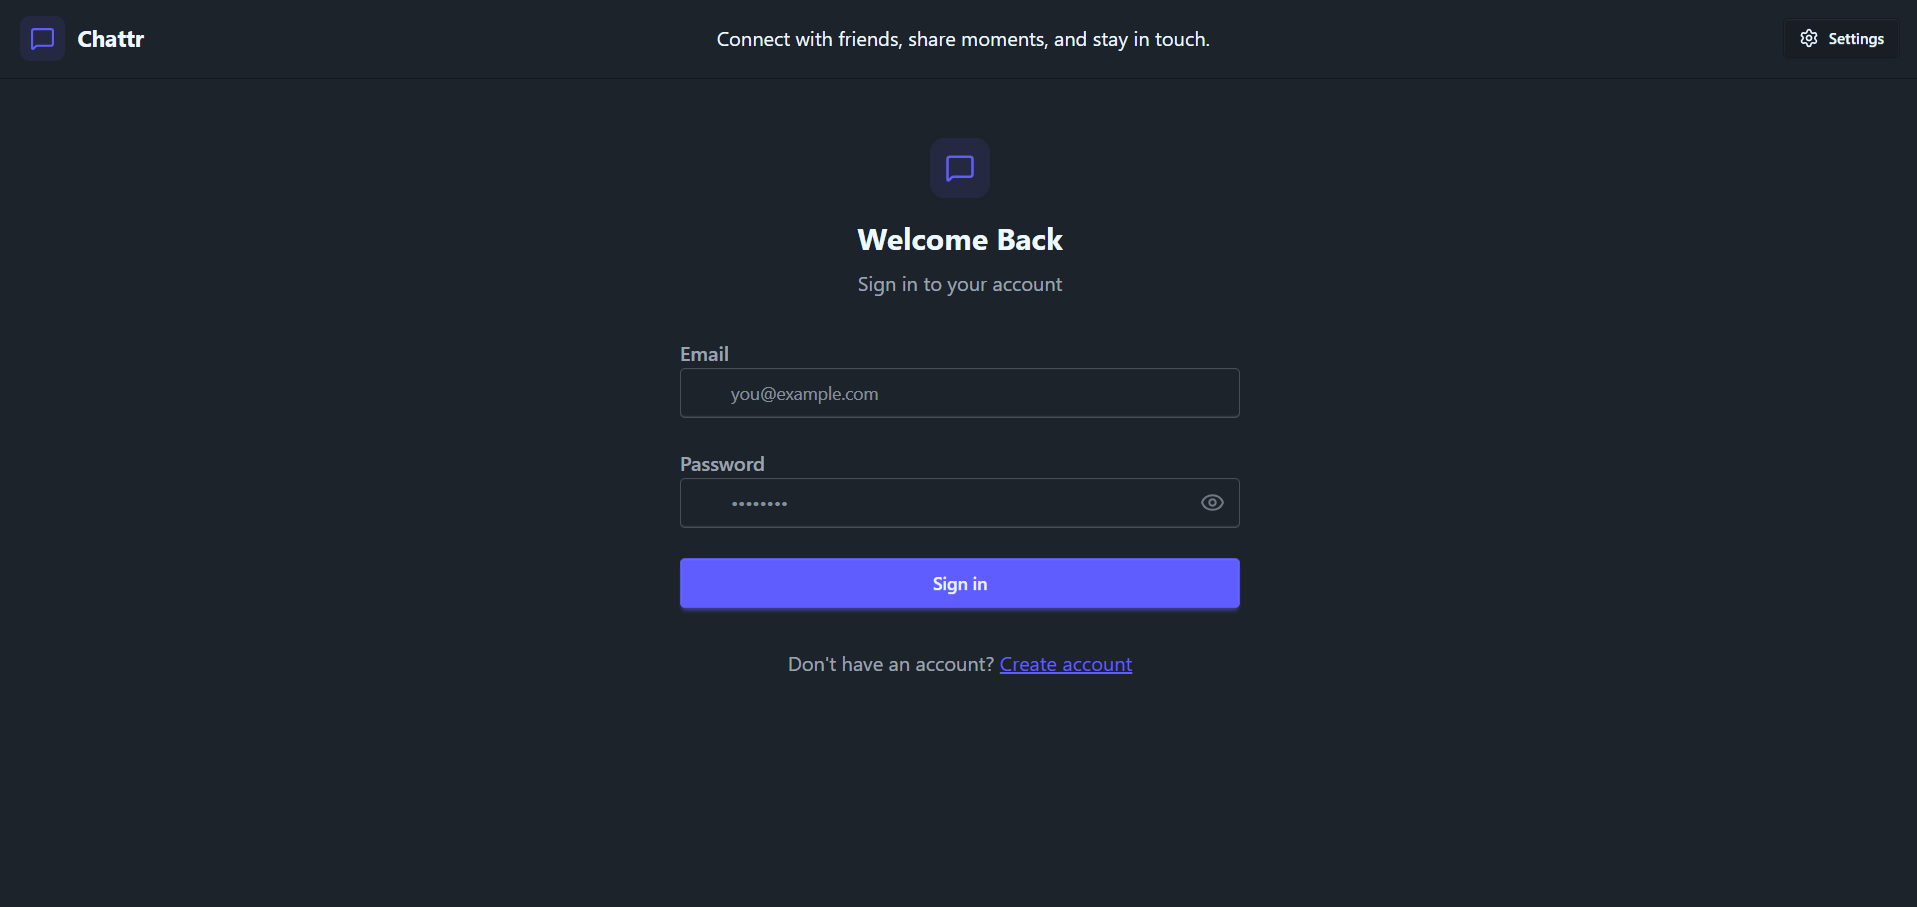 Chattr
Connect with friends, share moments, and stay in touch.
Settings
Welcome Back
Sign in to your account
Email
you@example.com
Password
••••••••
Sign in
Don't have an account? Create account